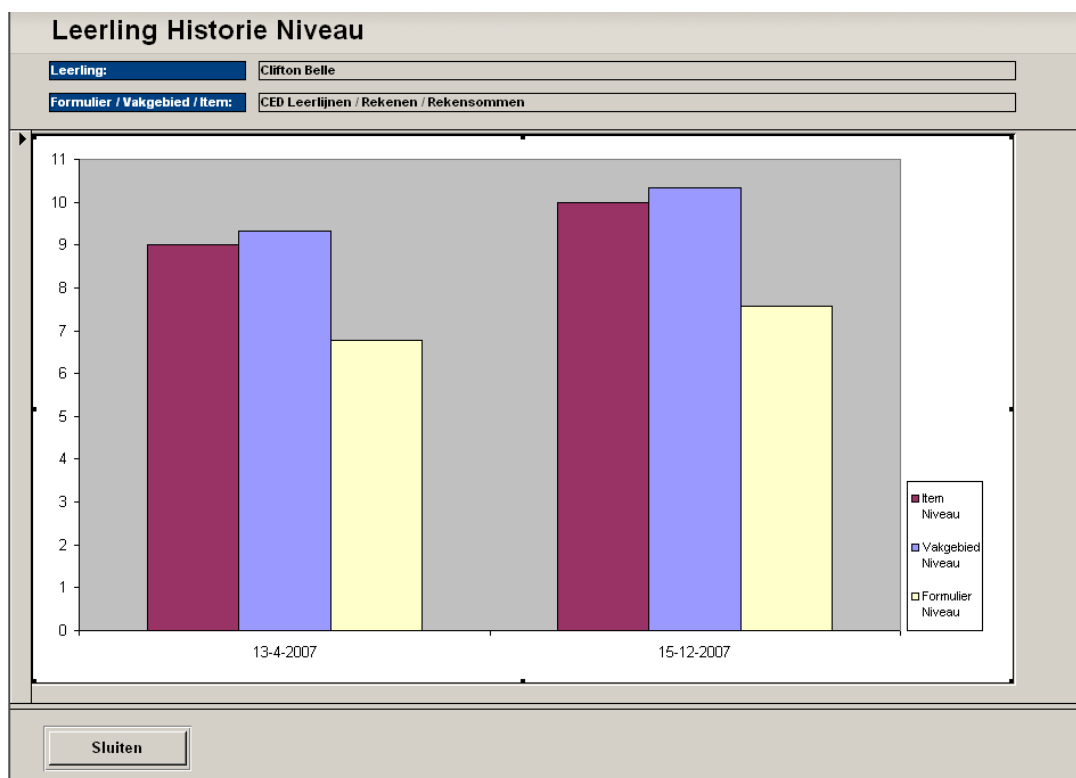 Leerling Historie Niveau
Leerling: Clifton Belle
Formulier / Vakgebied / Item: CED Leerlijnen / Rekenen / Rekensommen
11
10
9
8
7
6
5
4
3
2
1
0
13-4-2007 15-12-2007
Item
Niveau
Vakgebied
Niveau
Formulier
Niveau
Sluiten